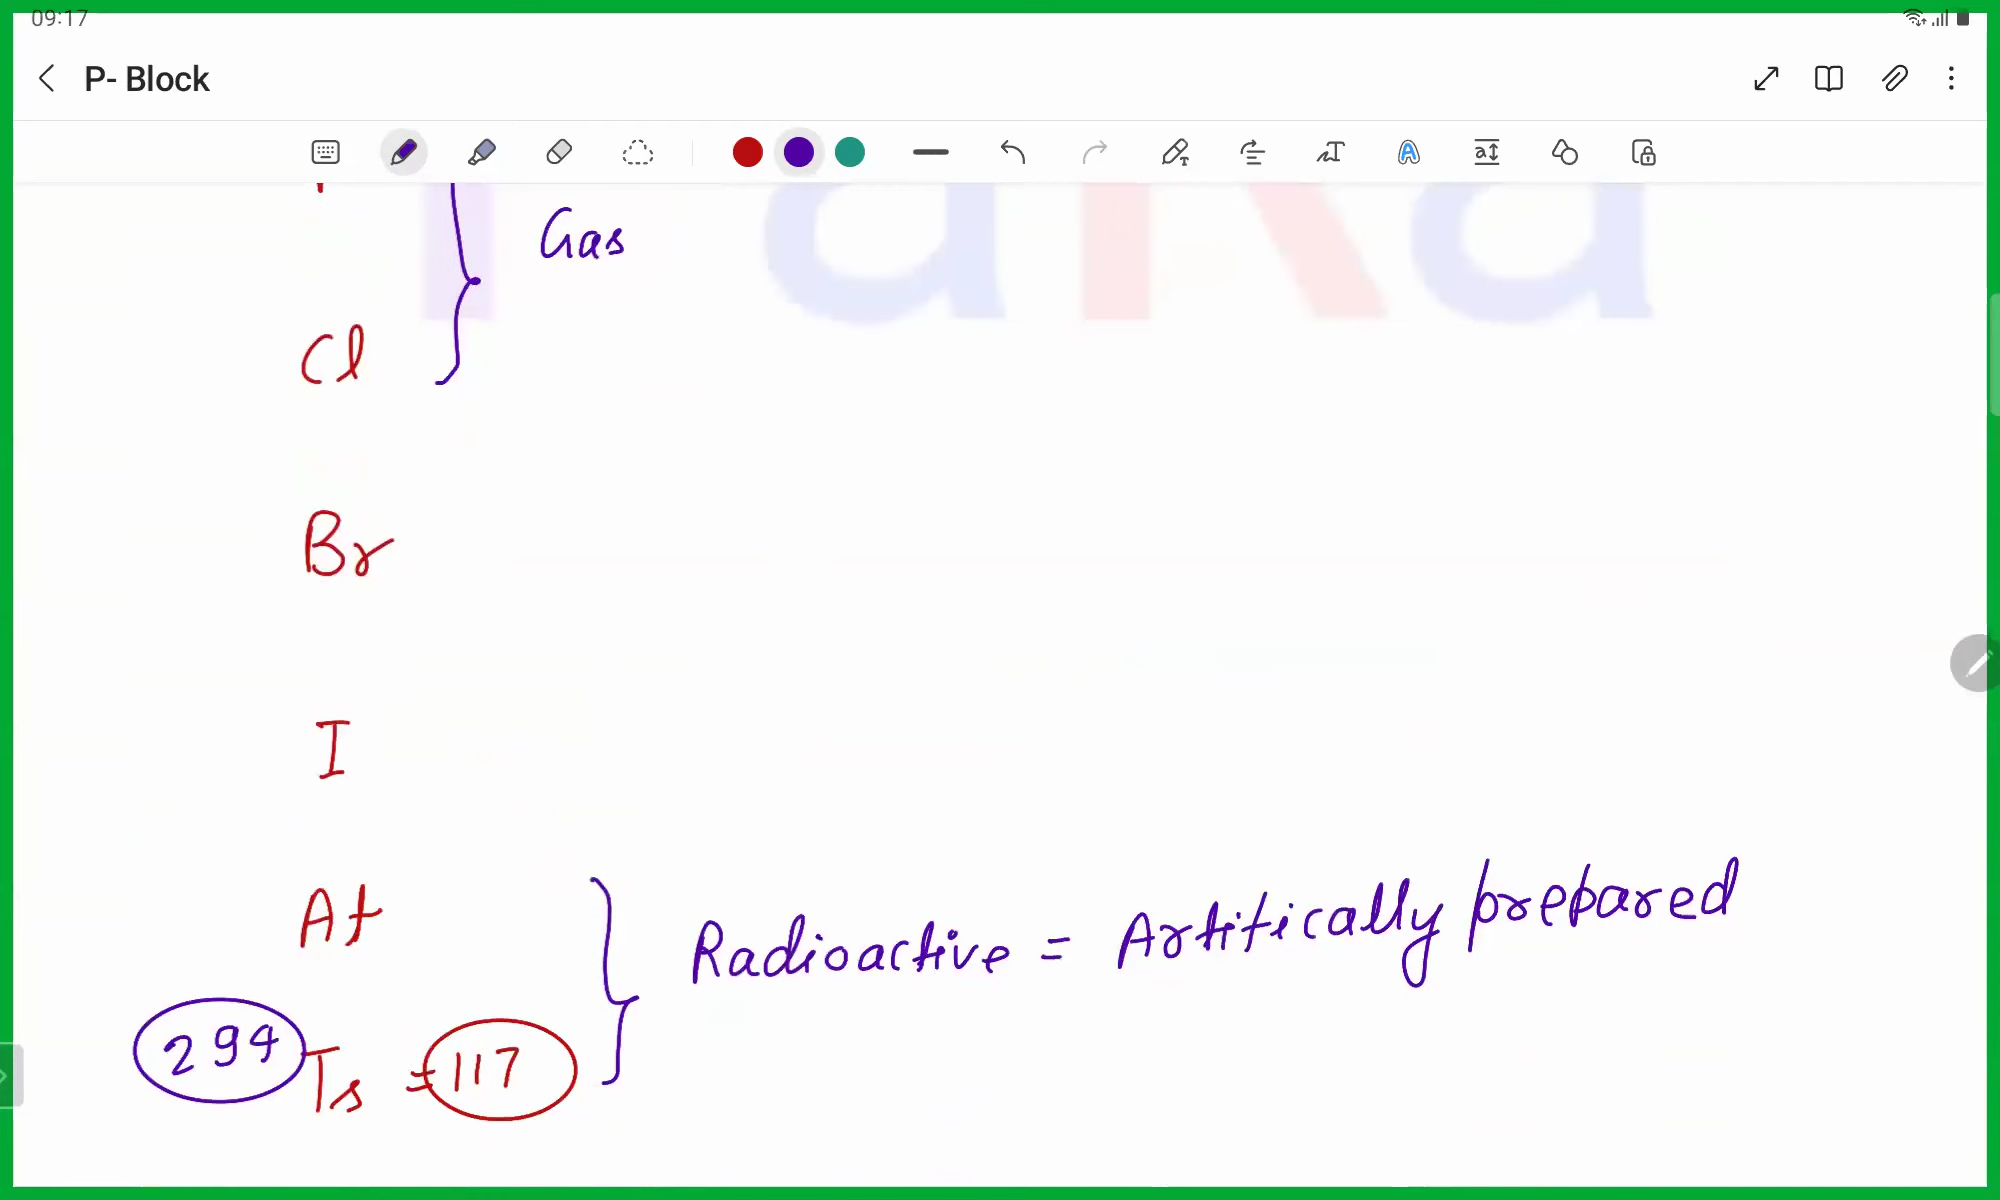 09:17
P- Block
Gas
Cl
Br
I
At
Radioactive = Artifically prepared
294 Ts = 117